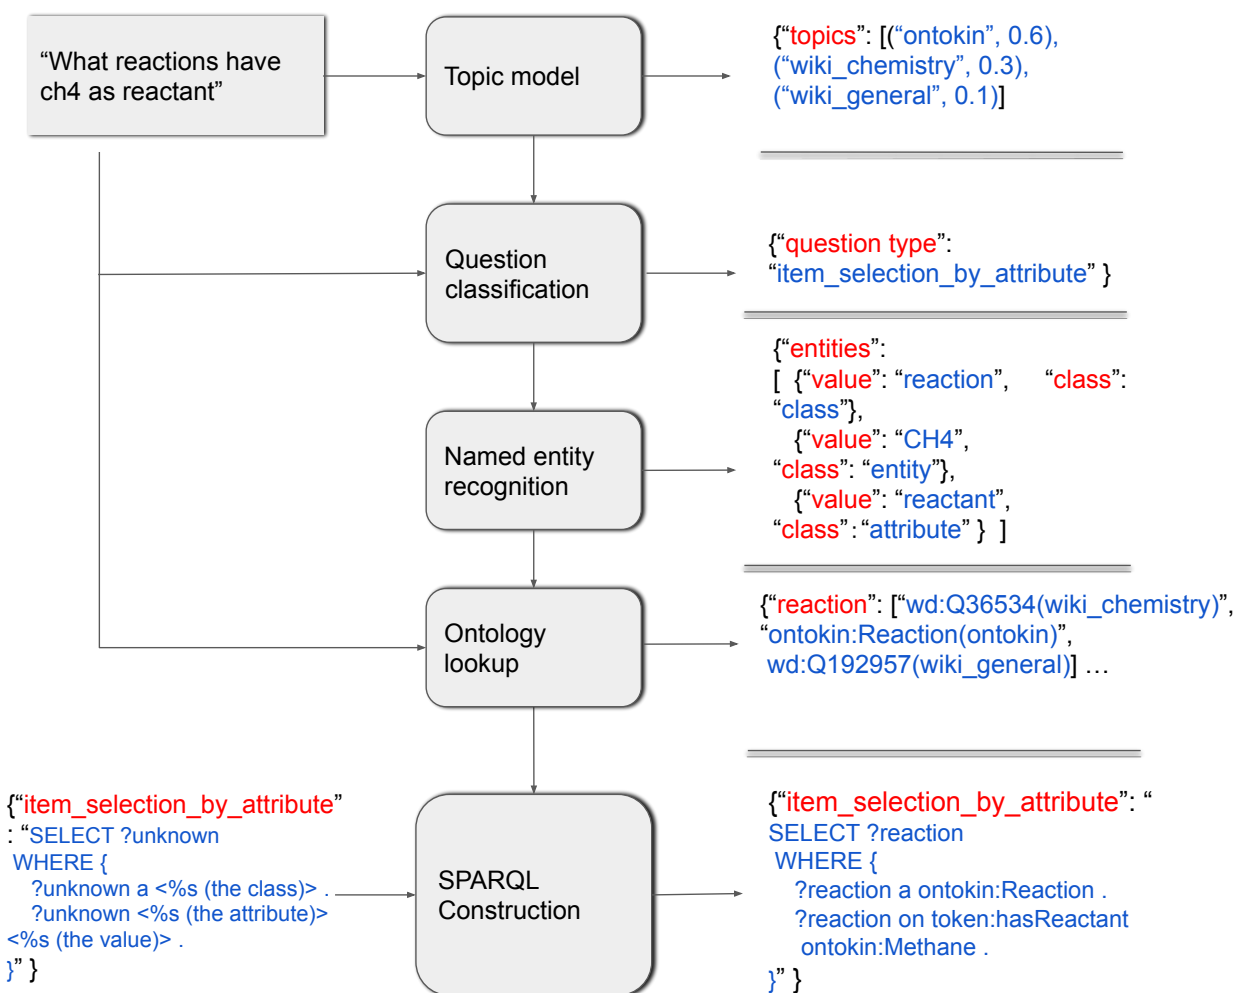 “What reactions have
ch4 as reactant”
Topic model
{“topics”: [(“ontokin”, 0.6),
(“wiki_chemistry”, 0.3),
(“wiki_general”, 0.1)]
Question
classification
{“question type”:
“item_selection_by_attribute” }
Named entity
recognition
{“entities”:
[ {“value”: “reaction”, “class”:
“class”},
{“value”: “CH4”,
“class”: “entity”},
{“value”: “reactant”,
“class”: “attribute” } ]
Ontology
lookup
{“reaction”: [“wd:Q36534(wiki_chemistry)”,
“ontokin:Reaction(ontokin)”,
wd:Q192957(wiki_general)] …
{“item_selection_by_attribute”
: “SELECT ?unknown
WHERE {
?unknown a <%s (the class)> .
?unknown <%s (the attribute)>
<%s (the value)> .
}” }
SPARQL
Construction
{“item_selection_by_attribute”: “
SELECT ?reaction
WHERE {
?reaction a ontokin:Reaction .
?reaction on token:hasReactant
ontokin:Methane .
}” }